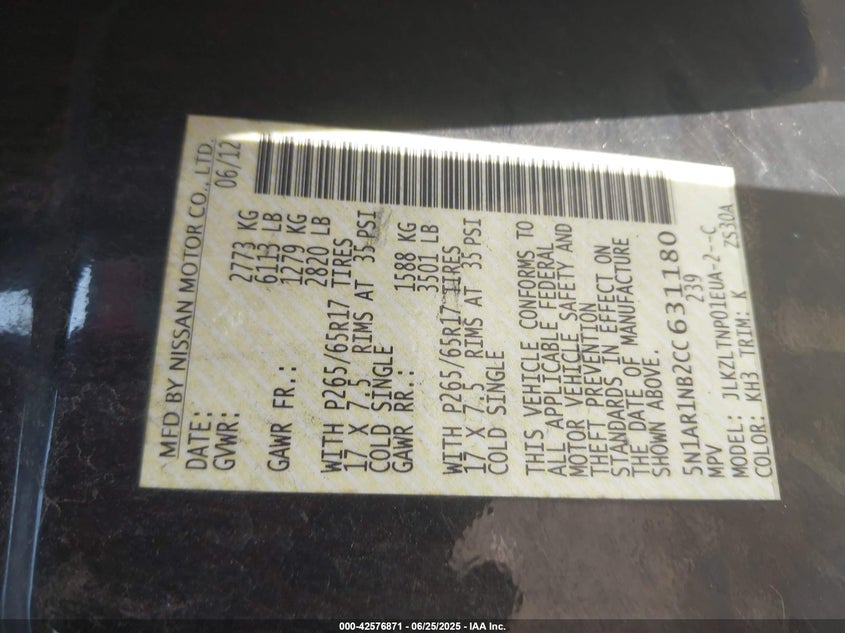 MFD BY NISSAN MOTOR CO., LTD.
DATE: 06/12
GVWR: 2773 KG
6113 LB
GAWR FR.: 1279 KG
2820 LB
WITH P265/65R17 TIRES
17 X 7.5 RIMS AT 35 PSI
COLD SINGLE
GAWR RR.: 1588 KG
3501 LB
WITH P265/65R17 TIRES
17 X 7.5 RIMS AT 35 PSI
COLD SINGLE
THIS VEHICLE CONFORMS TO
ALL APPLICABLE FEDERAL
MOTOR VEHICLE SAFETY AND
THEFT PREVENTION
STANDARDS IN EFFECT ON
THE DATE OF MANUFACTURE
SHOWN ABOVE.
5N1AR1NB2CC631180
MPV 239
MODEL: JLKZLTNP01EUA-2--C
COLOR: KH3 TRIM: K ZS30A
000-42576871 - 06/25/2025 - IAA Inc.